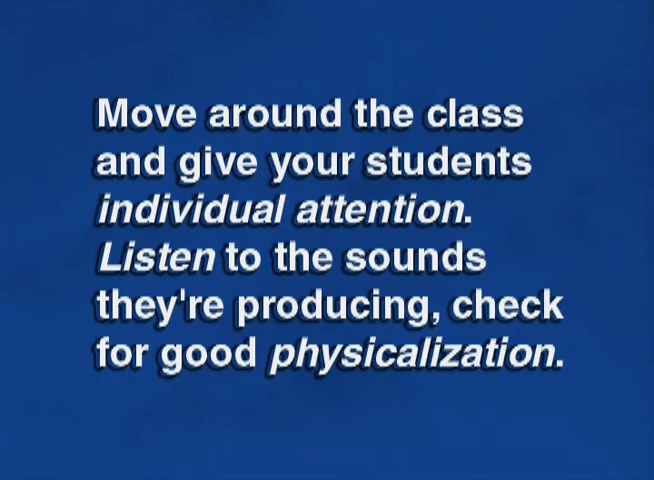 Move around the class
and give your students
individual attention.
Listen to the sounds
they're producing, check
for good physicalization.